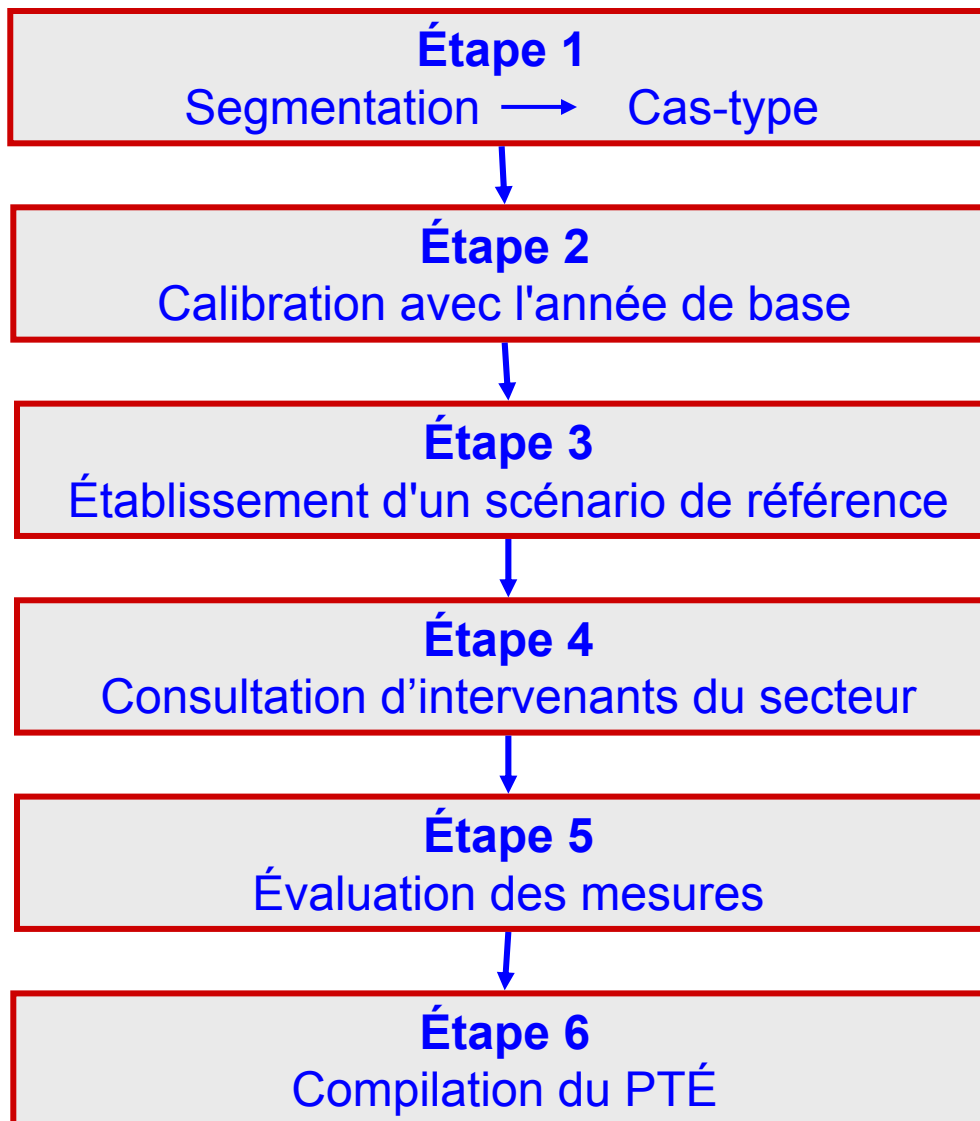 Étape 1
Segmentation → Cas-type
Étape 2
Calibration avec l'année de base
Étape 3
Établissement d'un scénario de référence
Étape 4
Consultation d’intervenants du secteur
Étape 5
Évaluation des mesures
Étape 6
Compilation du PTÉ